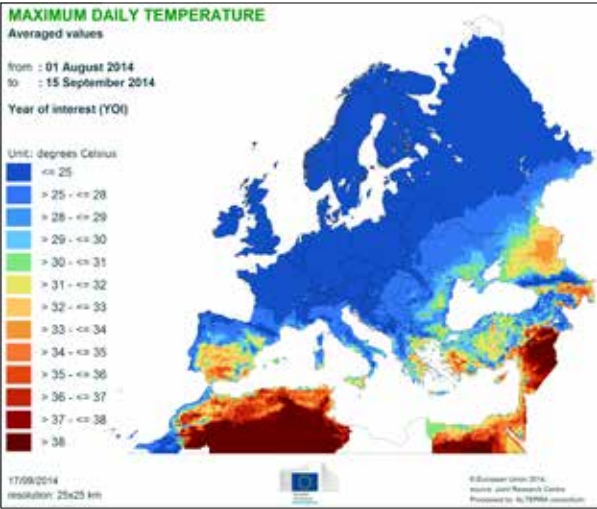 MAXIMUM DAILY TEMPERATURE
Averaged values
from : 01 August 2014
to : 15 September 2014
Year of interest (YOI)
Unit: degrees Celsius
<= 25
> 25 - <= 28
> 28 - <= 29
> 29 - <= 30
> 30 - <= 31
> 31 - <= 32
> 32 - <= 33
> 33 - <= 34
> 34 - <= 35
> 35 - <= 36
> 36 - <= 37
> 37 - <= 38
> 38
17/09/2014
resolution: 25x25 km
© European Union 2014
source: Joint Research Centre
Processed by ALTERRA consortium